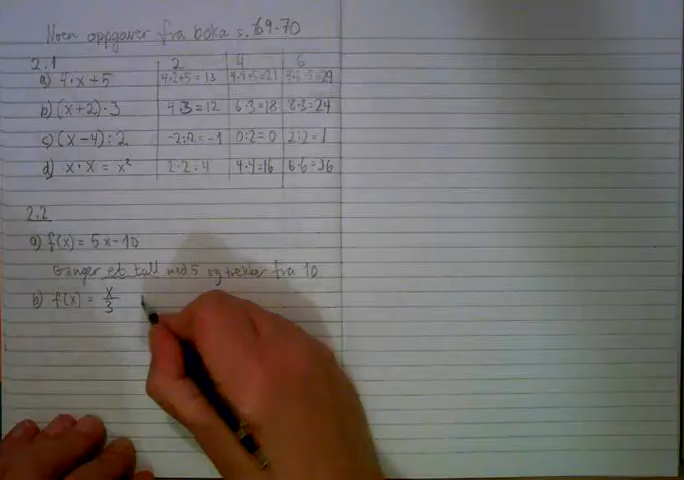 Noen oppgaver fra boka s. 69-70
2.1 2 4 6
a) 4·x+5 4·2+5=13 4·4+5=21 4·6+5=29
b) (x+2)·3 4·3=12 6·3=18 8·3=24
c) (x-4):2 -2:2=-1 0:2=0 2:2=1
d) x·x = x² 2·2=4 4·4=16 6·6=36
2.2
a) f(x) = 5x-10
Ganger et tall med 5 og trekker fra 10
b) f(x) = x/3